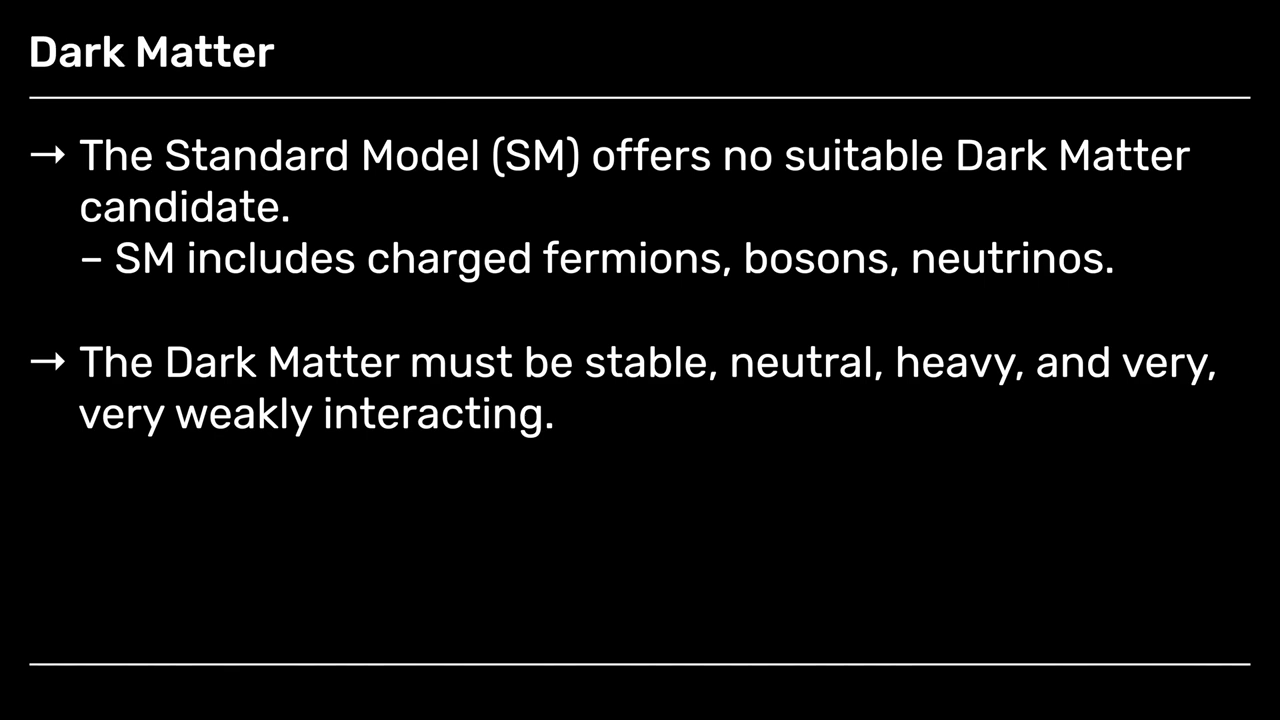 Dark Matter
→ The Standard Model (SM) offers no suitable Dark Matter
candidate.
– SM includes charged fermions, bosons, neutrinos.
→ The Dark Matter must be stable, neutral, heavy, and very,
very weakly interacting.